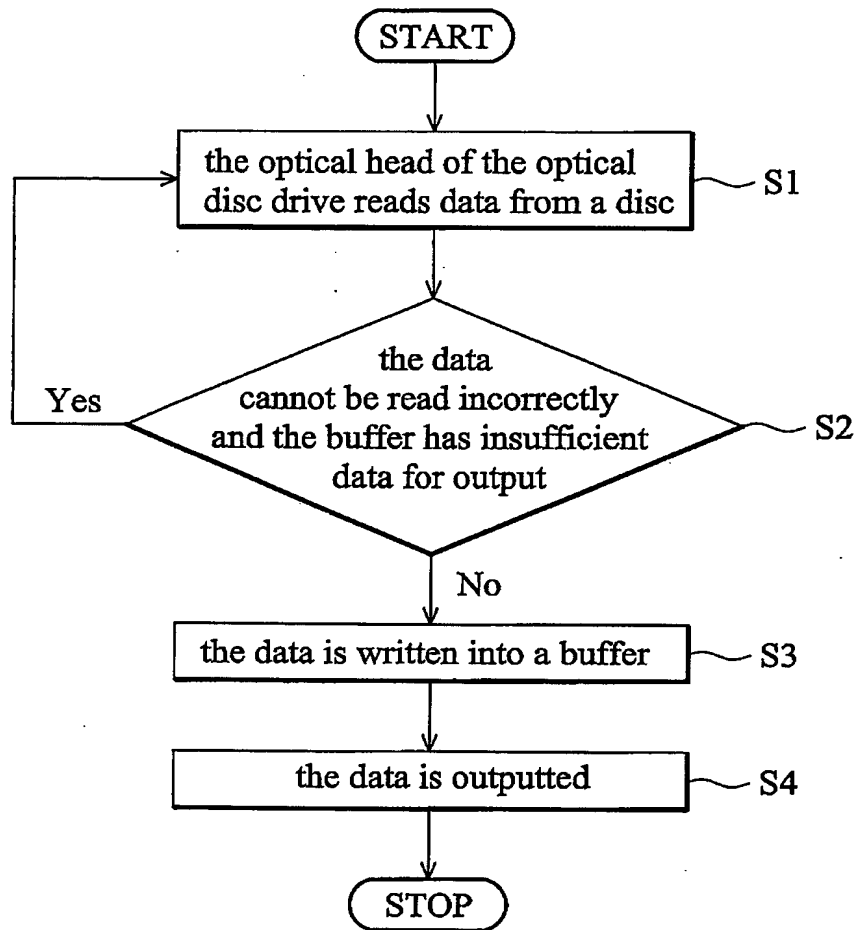 START
the optical head of the optical
disc drive reads data from a disc
S1
the data
cannot be read incorrectly
and the buffer has insufficient
data for output
Yes
S2
No
the data is written into a buffer
S3
the data is outputted
S4
STOP